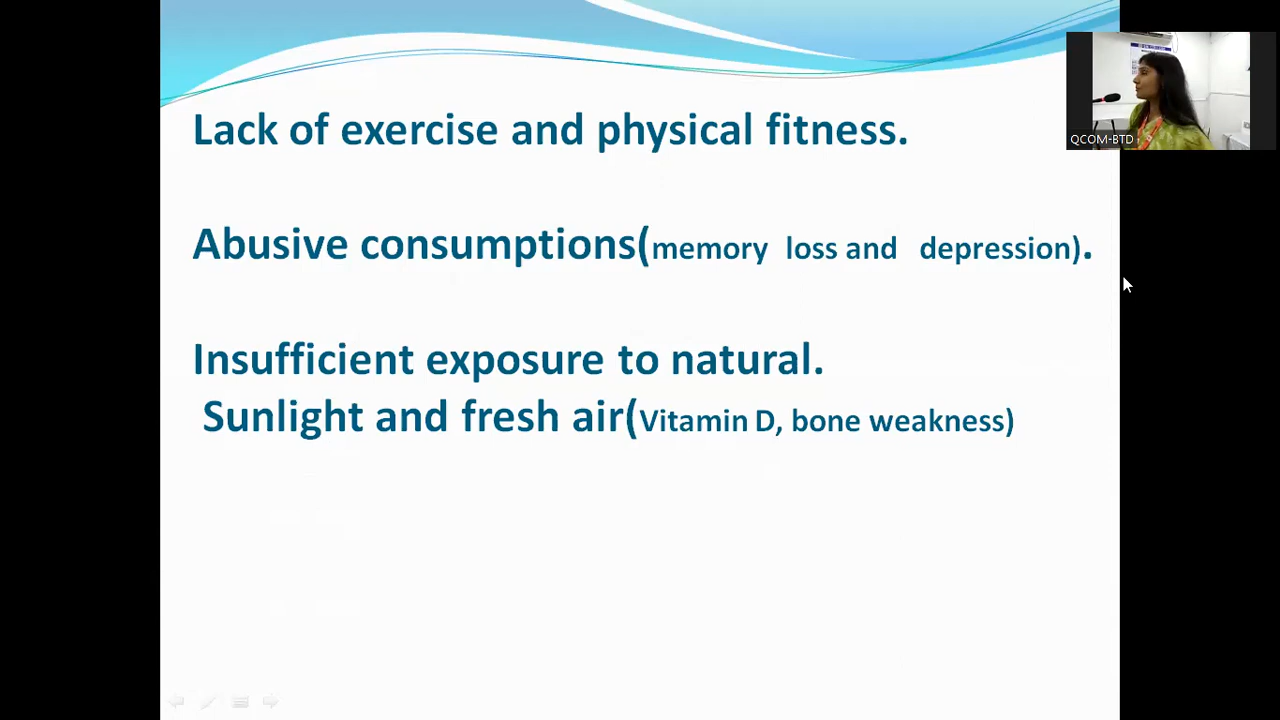 Lack of exercise and physical fitness.
Abusive consumptions(memory loss and depression).
Insufficient exposure to natural.
Sunlight and fresh air(Vitamin D, bone weakness)
QCOM-BTD